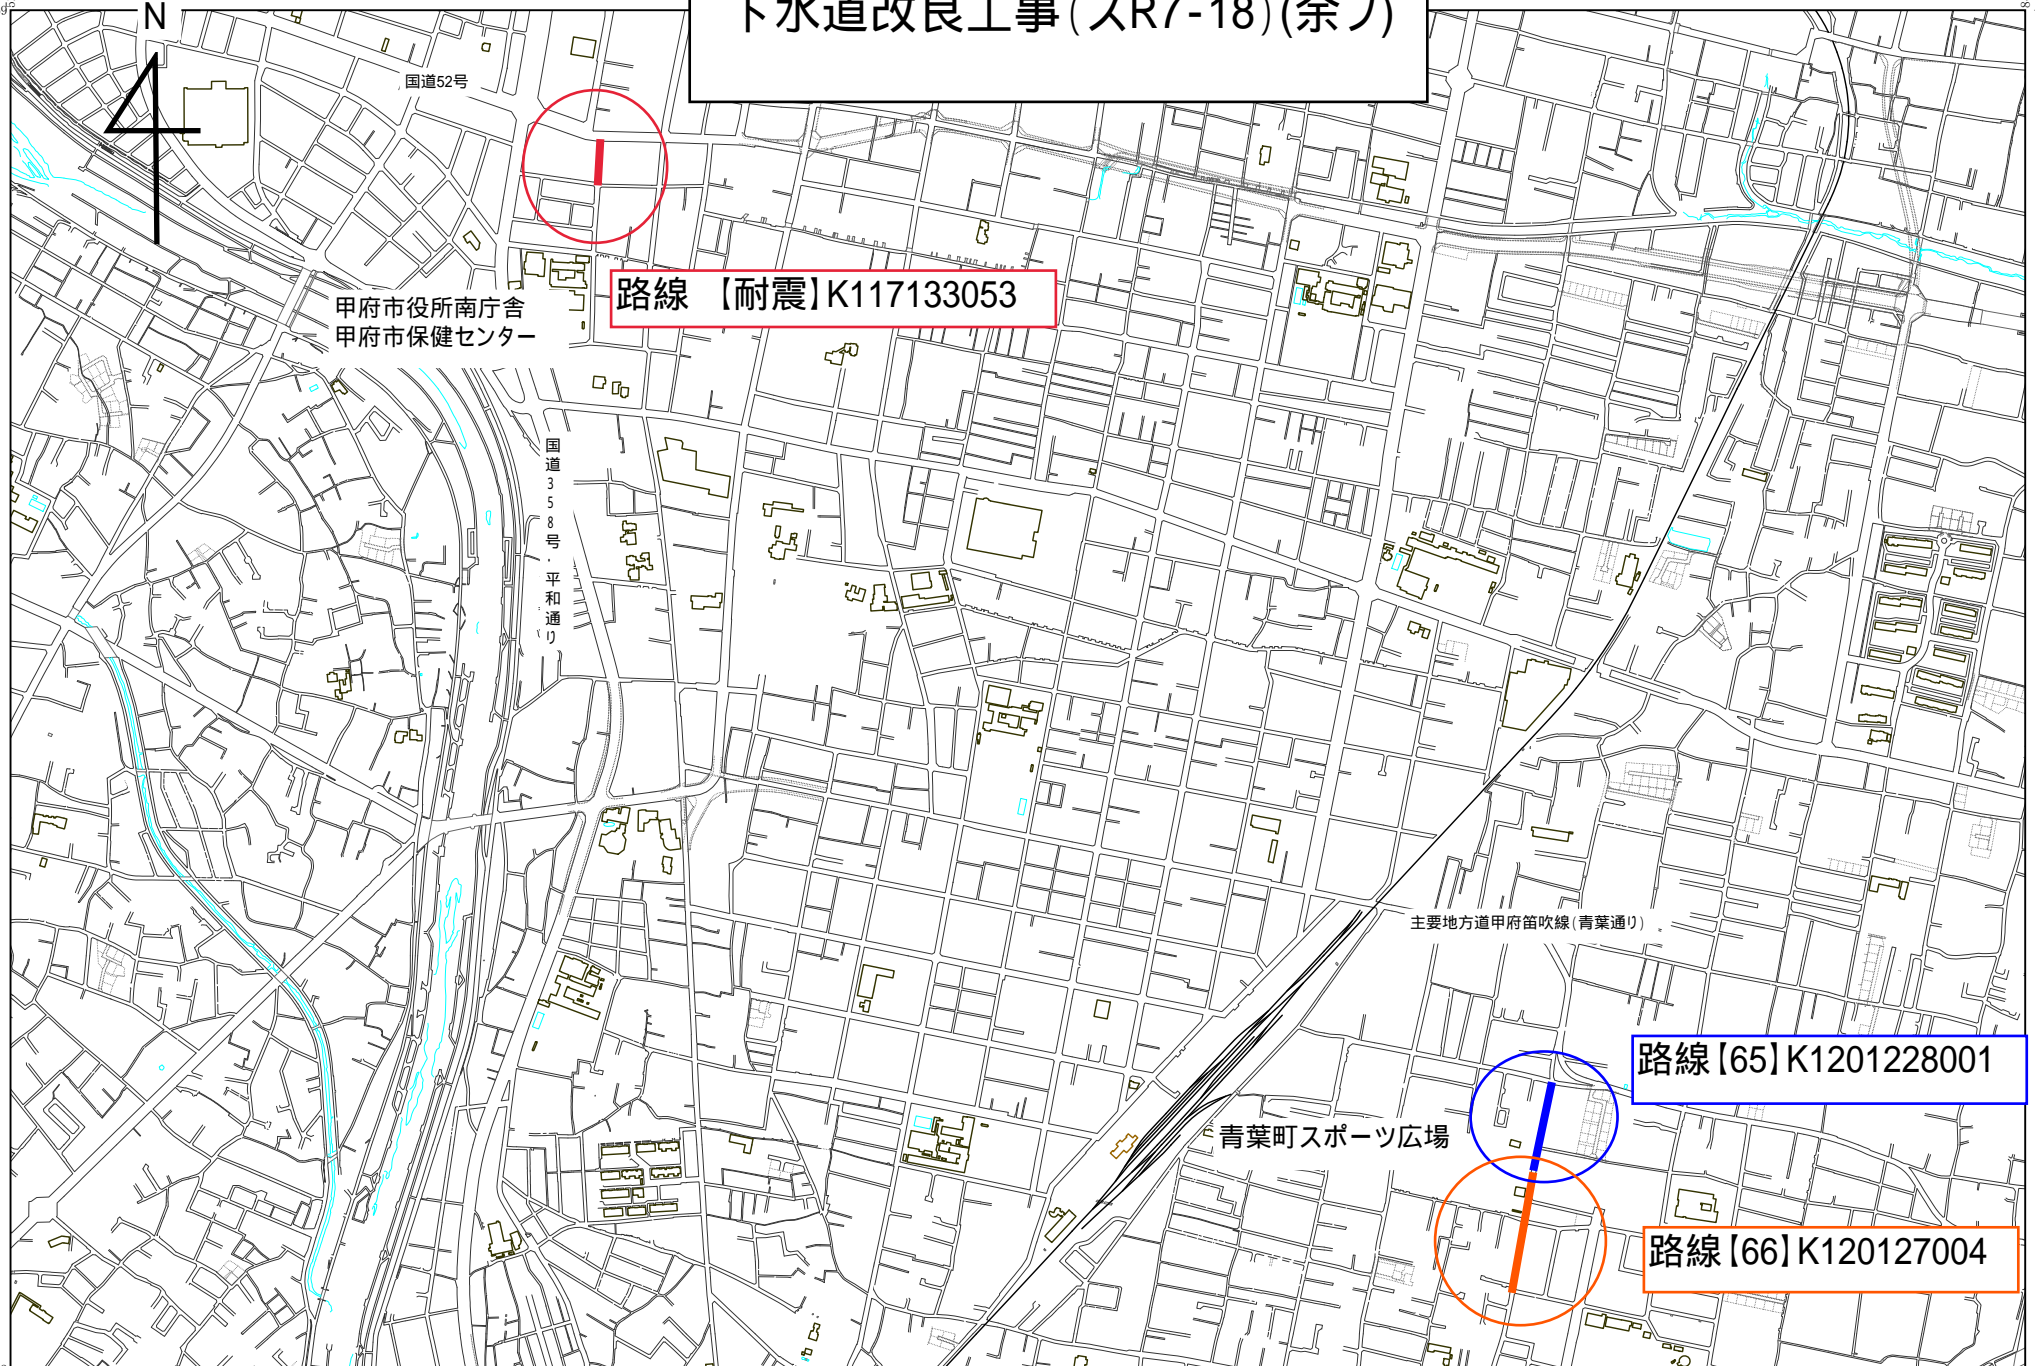 下水道改良工事(スR7-18)(余フ)
N
国道52号
路線 【耐震】K117133053
甲府市役所南庁舎
甲府市保健センター
国道358号・平和通り
主要地方道甲府笛吹線(青葉通り)
路線【65】K1201228001
青葉町スポーツ広場
路線【66】K120127004